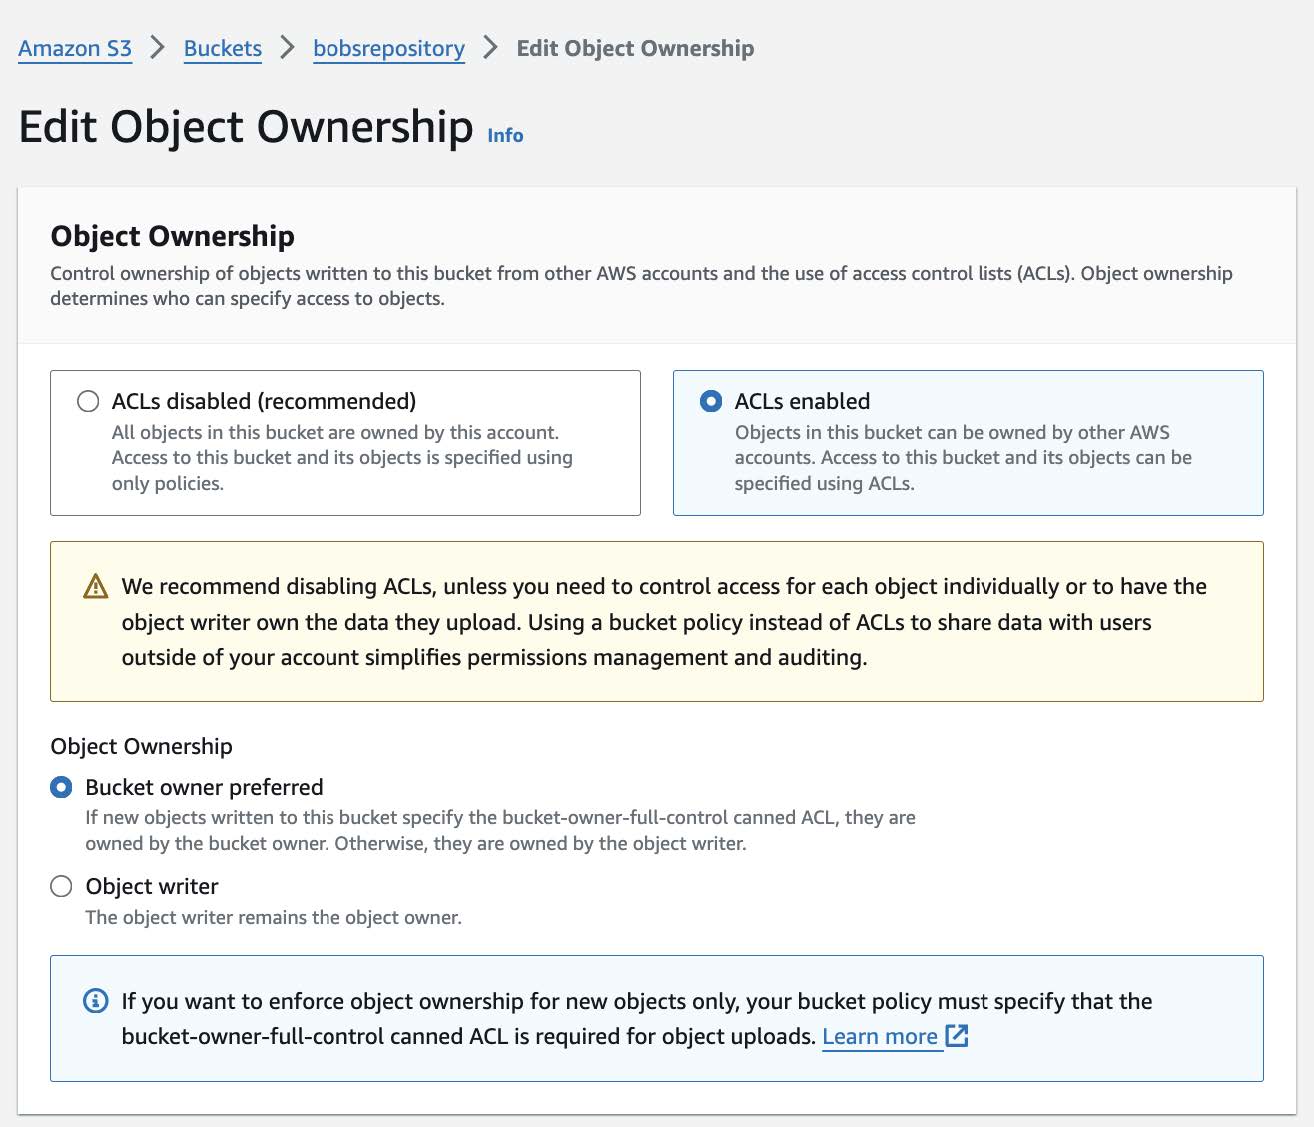 Amazon S3 > Buckets > bobsrepository > Edit Object Ownership
Edit Object Ownership Info
Object Ownership
Control ownership of objects written to this bucket from other AWS accounts and the use of access control lists (ACLs). Object ownership
determines who can specify access to objects.
ACLs disabled (recommended)
All objects in this bucket are owned by this account.
Access to this bucket and its objects is specified using
only policies.
ACLs enabled
Objects in this bucket can be owned by other AWS
accounts. Access to this bucket and its objects can be
specified using ACLs.
We recommend disabling ACLs, unless you need to control access for each object individually or to have the
object writer own the data they upload. Using a bucket policy instead of ACLs to share data with users
outside of your account simplifies permissions management and auditing.
Object Ownership
Bucket owner preferred
If new objects written to this bucket specify the bucket-owner-full-control canned ACL, they are
owned by the bucket owner. Otherwise, they are owned by the object writer.
Object writer
The object writer remains the object owner.
If you want to enforce object ownership for new objects only, your bucket policy must specify that the
bucket-owner-full-control canned ACL is required for object uploads. Learn more